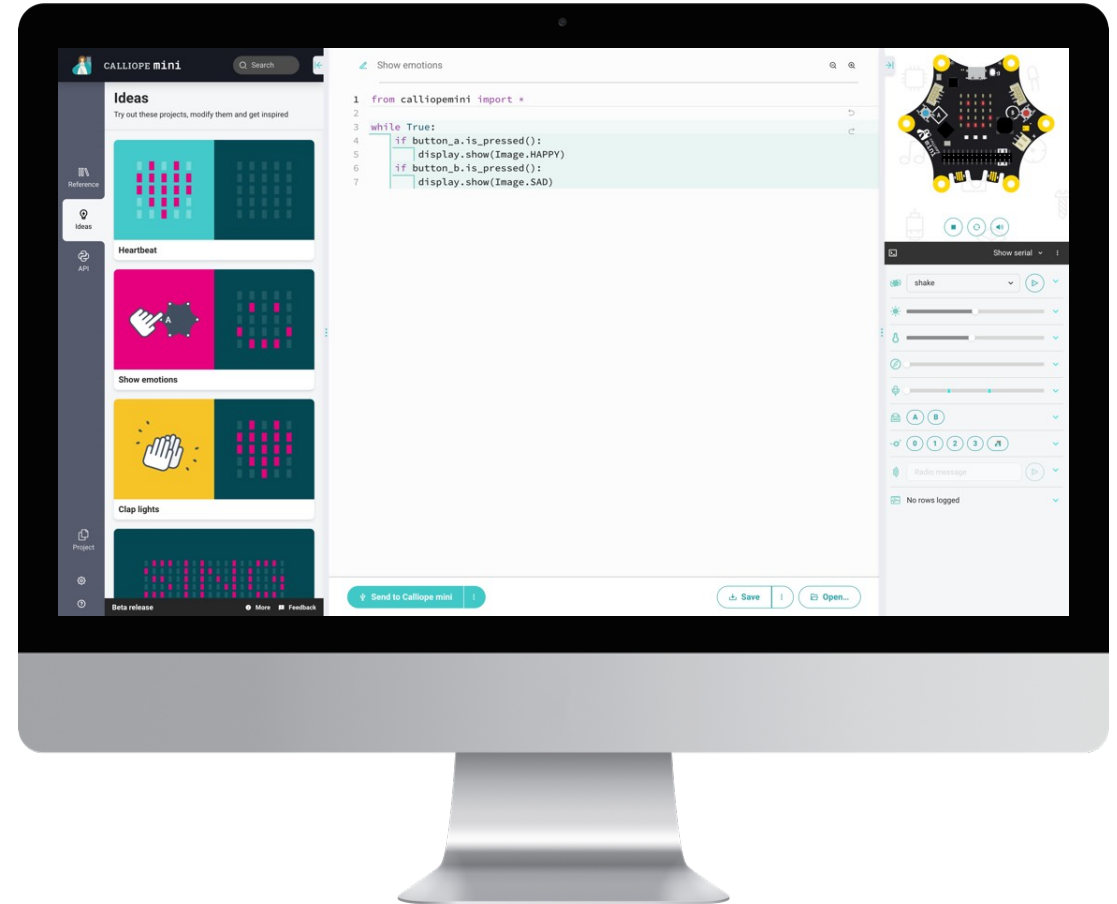 CALLIOPE mini
Search
Reference
Ideas
API
Project
Ideas
Try out these projects, modify them and get inspired
Heartbeat
A
Show emotions
Clap lights
Beta release
More
Feedback
Show emotions
1 from calliopemini import *
2
3 while True:
4 if button_a.is_pressed():
5 display.show(Image.HAPPY)
6 if button_b.is_pressed():
7 display.show(Image.SAD)
Send to Calliope mini
Save
Open...
A
B
mini
Show serial
shake
A B
0 1 2 3
Radio message
No rows logged